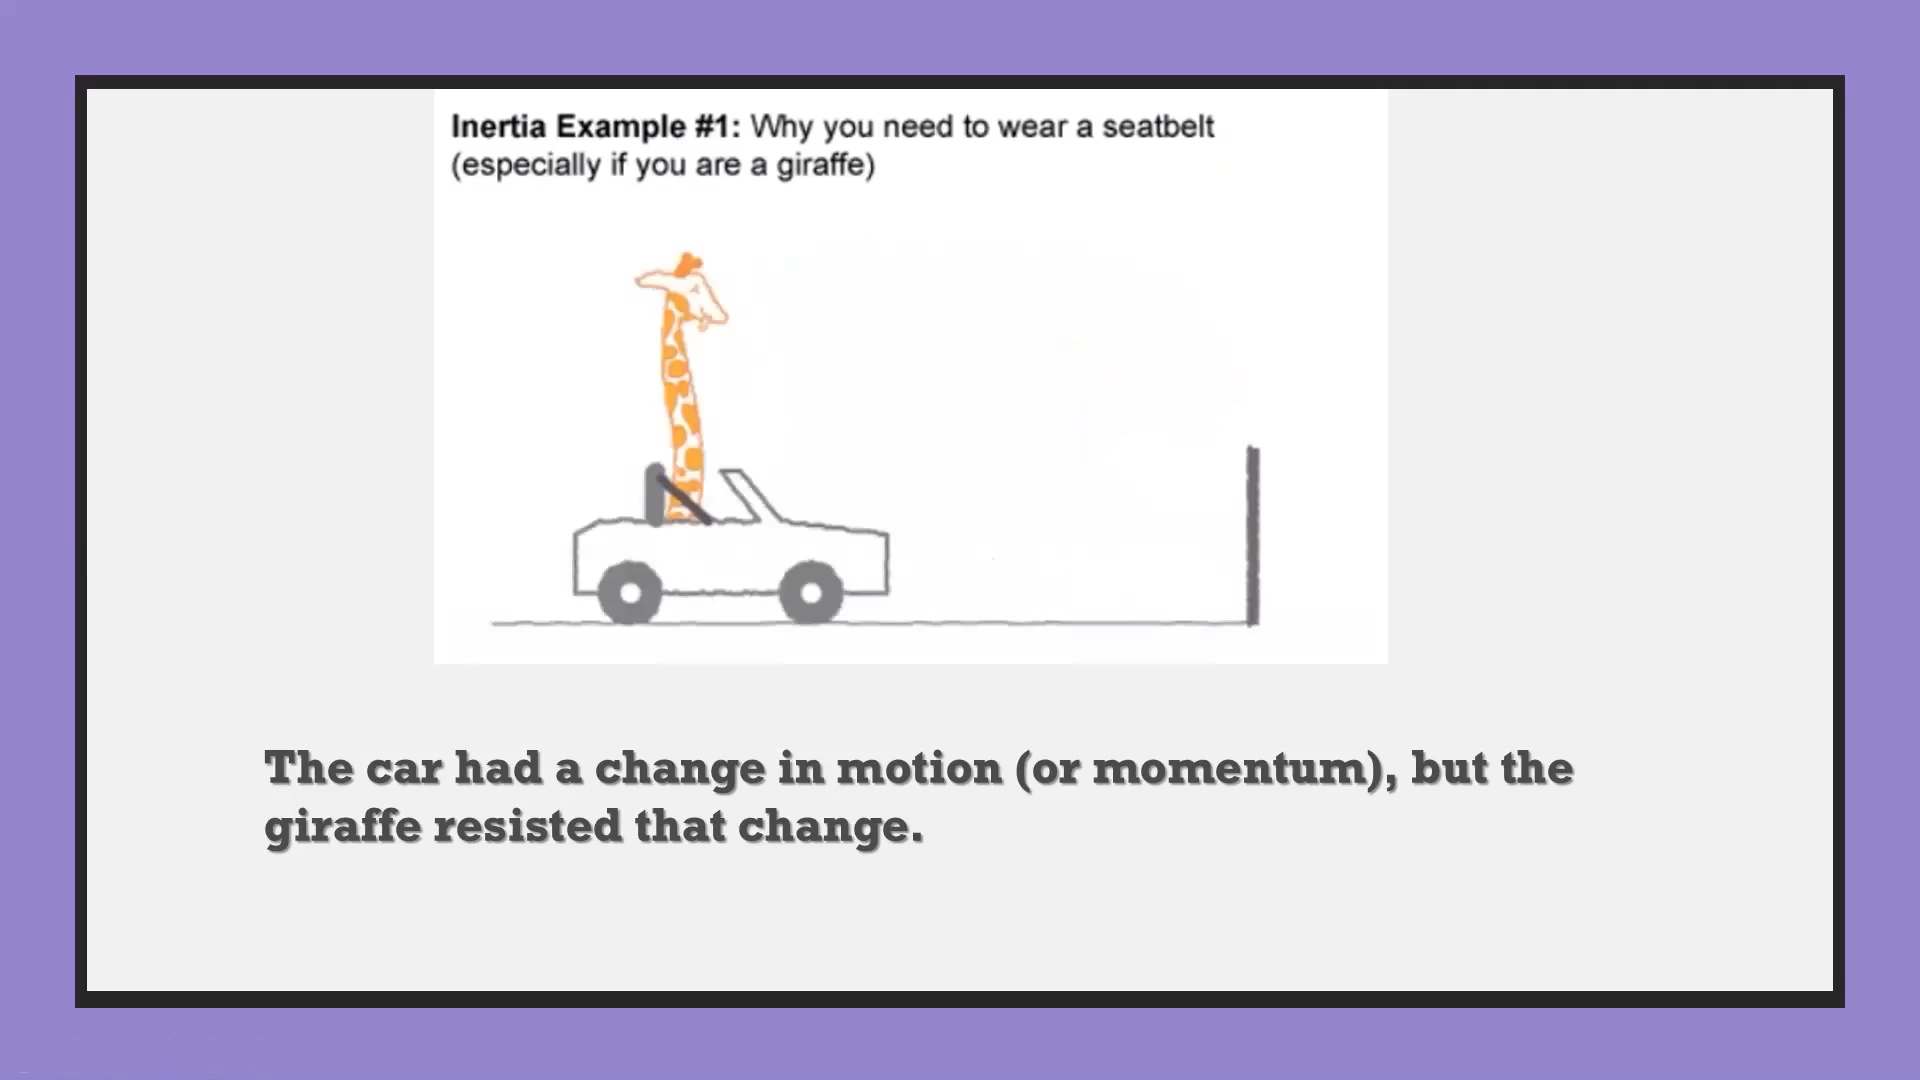 Inertia Example #1: Why you need to wear a seatbelt
(especially if you are a giraffe)
The car had a change in motion (or momentum), but the
giraffe resisted that change.